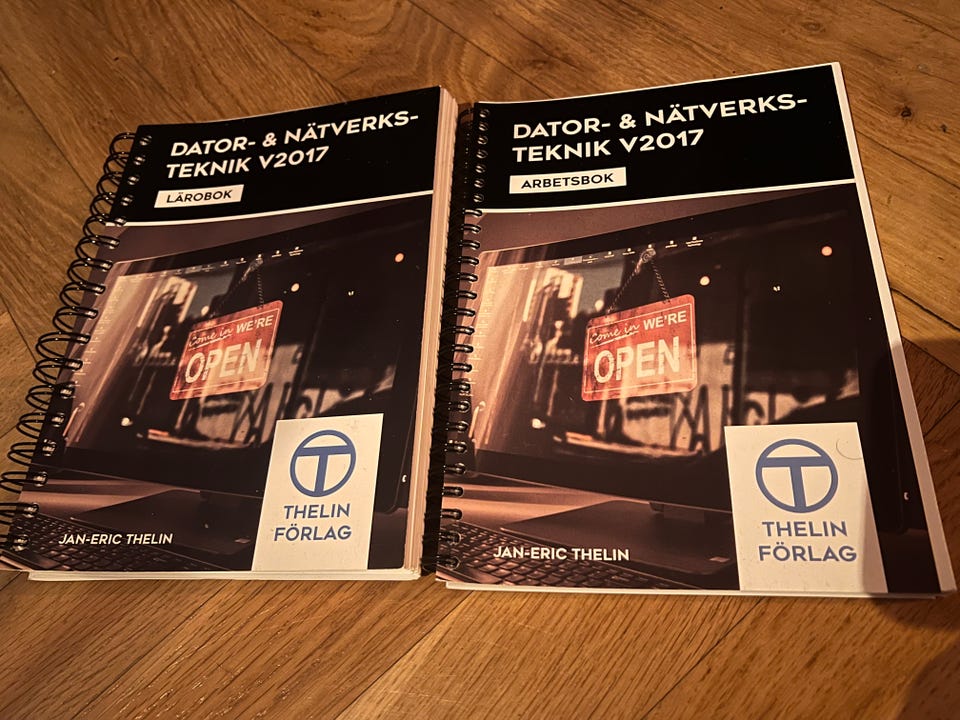 DATOR- & NÄTVERKS-
TEKNIK V2017
LÄROBOK
Come in WE'RE
OPEN
THELIN
FÖRLAG
JAN-ERIC THELIN
DATOR- & NÄTVERKS-
TEKNIK V2017
ARBETSBOK
Come in WE'RE
OPEN
THELIN
FÖRLAG
JAN-ERIC THELIN